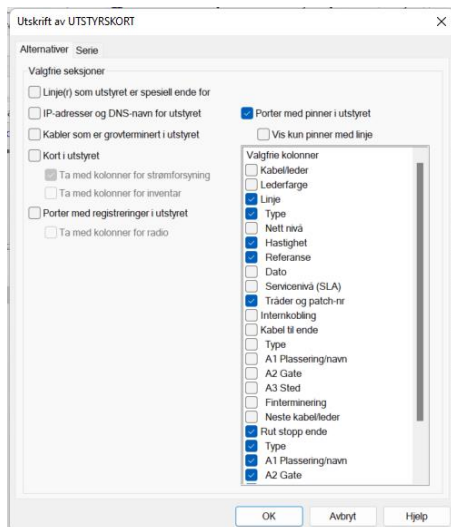 Utskrift av UTSTYRSKORT
Alternativer Serie
Valgfrie seksjoner
Linje(r) som utstyret er spesiell ende for
IP-adresser og DNS-navn for utstyret
Kabler som er grovterminert i utstyret
Kort i utstyret
Ta med kolonner for strømforsyning
Ta med kolonner for inventar
Porter med registreringer i utstyret
Ta med kolonner for radio
Porter med pinner i utstyret
Vis kun pinner med linje
Valgfrie kolonner
Kabel/leder
Lederfarge
Linje
Type
Nett nivå
Hastighet
Referanse
Dato
Servicenivå (SLA)
Tråder og patch-nr
Internkobling
Kabel til ende
Type
A1 Plassering/navn
A2 Gate
A3 Sted
Finterminering
Neste kabel/leder
Rut stopp ende
Type
A1 Plassering/navn
A2 Gate
OK Avbryt Hjelp